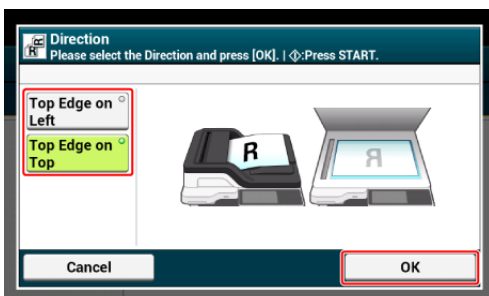 Direction
Please select the Direction and press [OK]. | :Press START.
Top Edge on
Left
Top Edge on
Top
R
R
Cancel
OK